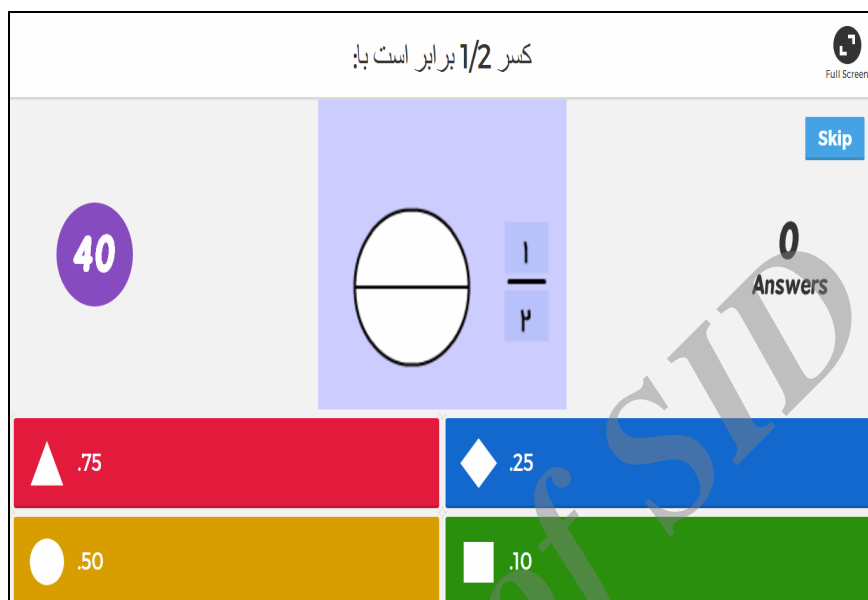 کسر 1/2 برابر است با:
Full Screen
Skip
40
۱
۲
0
Answers
.75
.25
.50
.10
of SID